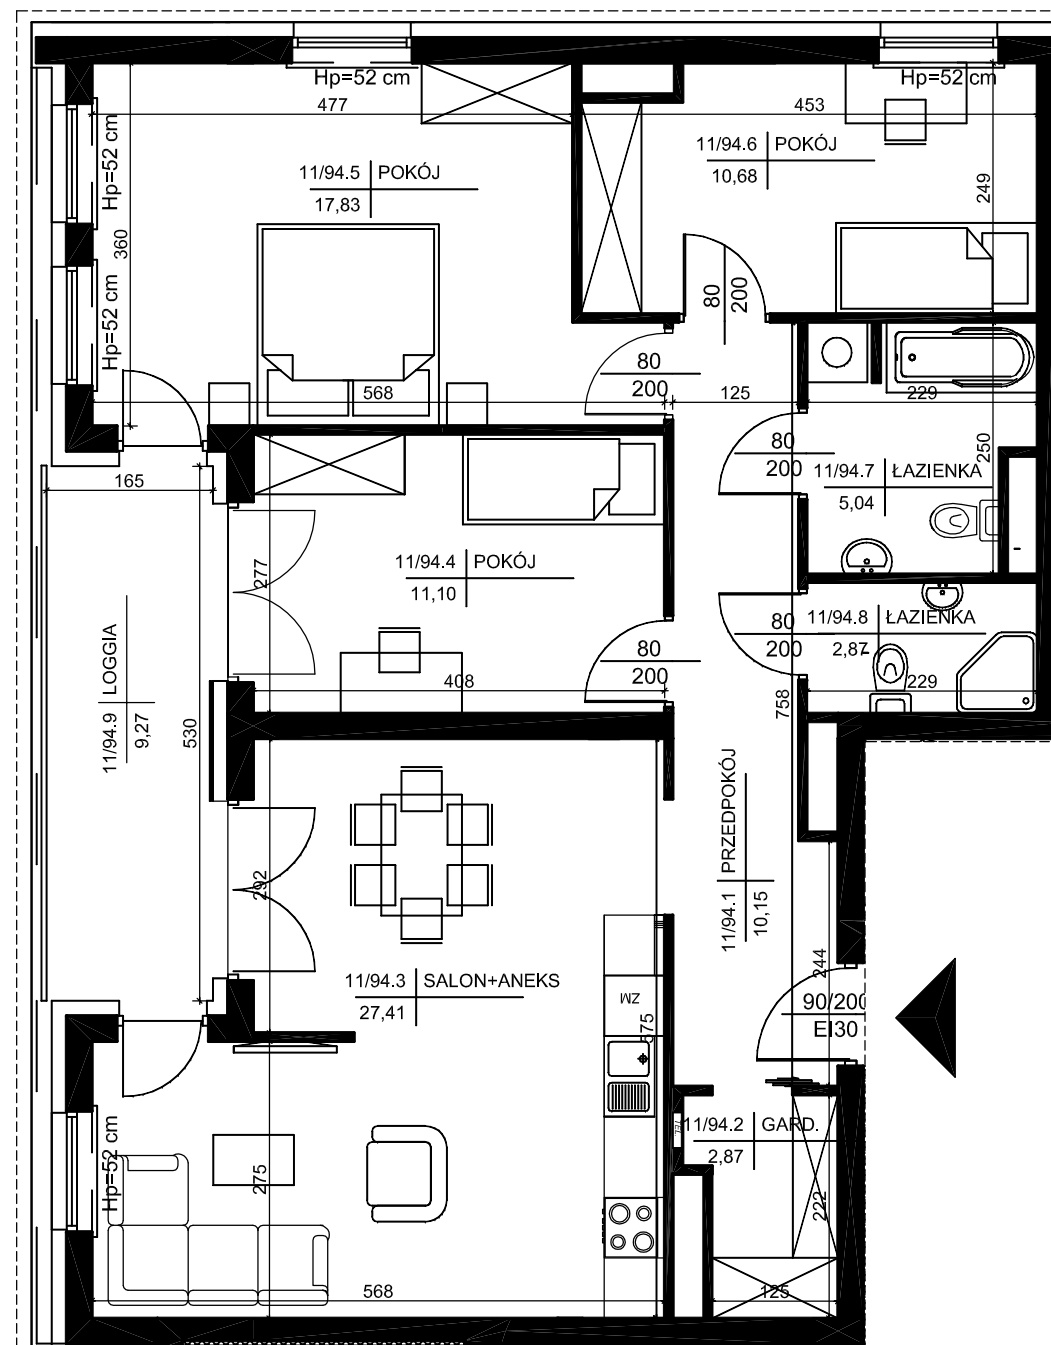 Hp=52 cm
Hp=52 cm
477
453
11/94.6 POKÓJ
10,68
11/94.5 POKÓJ
17,83
Hp=52 cm
249
360
80
200
Hp=52 cm
80
200
568
125
229
80
200
250
165
11/94.7 ŁAZIENKA
5,04
11/94.4 POKÓJ
11,10
277
11/94.8 ŁAZIENKA
2,87
80
200
80
200
408
229
758
11/94.9 LOGGIA
9,27
530
11/94.1 PRZEDPOKÓJ
10,15
292
11/94.3 SALON+ANEKS
27,41
244
ZM
90/200
EI30
575
11/94.2 GARD.
2,87
TEL.
Hp=52 cm
275
222
568
125